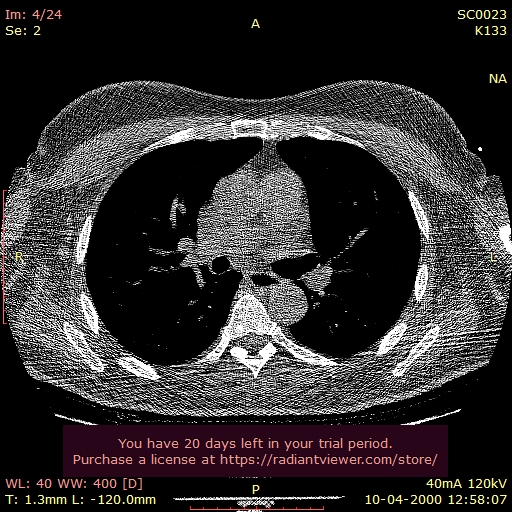 Im: 4/24
Se: 2
A
SC0023
K133
NA
R
L
You have 20 days left in your trial period.
Purchase a license at https://radiantviewer.com/store/
WL: 40 WW: 400 [D]
T: 1.3mm L: -120.0mm
P
40mA 120kV
10-04-2000 12:58:07